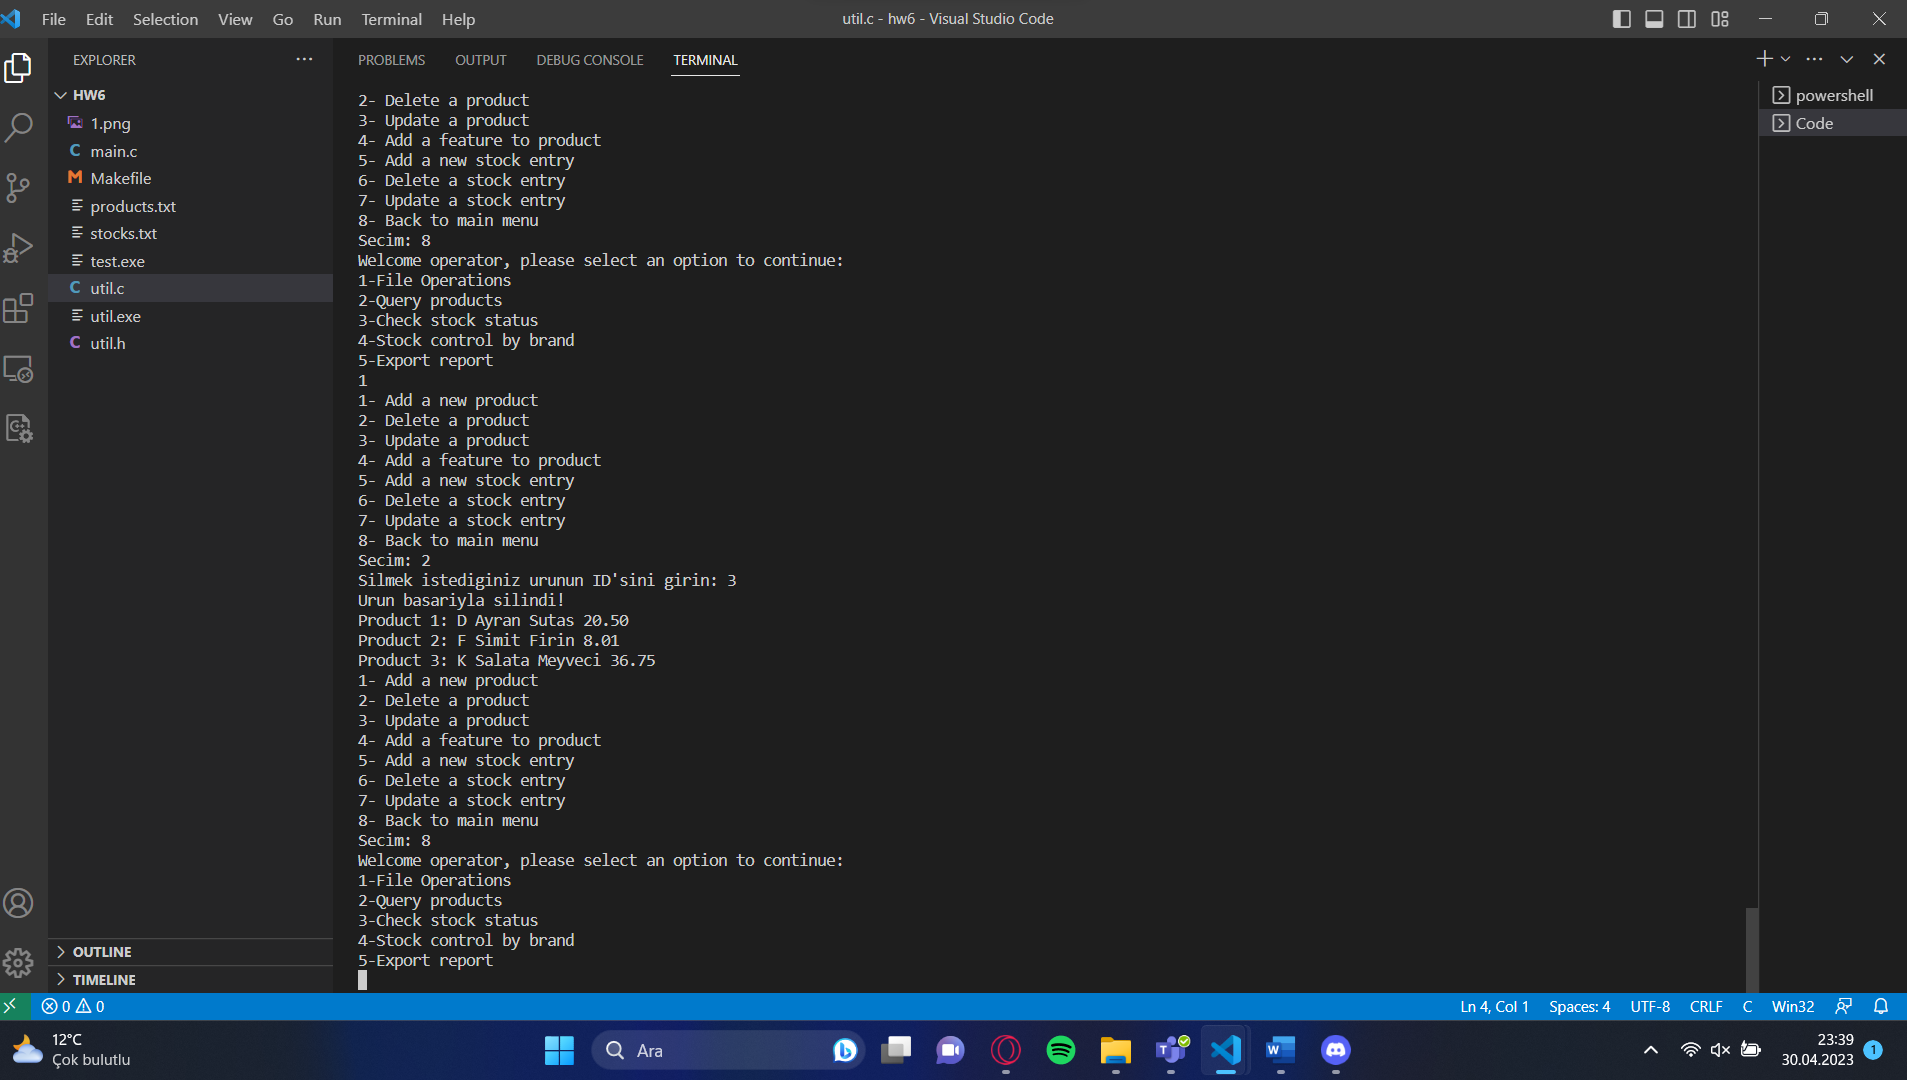 File Edit Selection View Go Run Terminal Help
util.c - hw6 - Visual Studio Code
EXPLORER
HW6
1.png
main.c
Makefile
products.txt
stocks.txt
test.exe
util.c
util.exe
util.h
OUTLINE
TIMELINE
PROBLEMS OUTPUT DEBUG CONSOLE TERMINAL
2- Delete a product
3- Update a product
4- Add a feature to product
5- Add a new stock entry
6- Delete a stock entry
7- Update a stock entry
8- Back to main menu
Secim: 8
Welcome operator, please select an option to continue:
1-File Operations
2-Query products
3-Check stock status
4-Stock control by brand
5-Export report
1
1- Add a new product
2- Delete a product
3- Update a product
4- Add a feature to product
5- Add a new stock entry
6- Delete a stock entry
7- Update a stock entry
8- Back to main menu
Secim: 2
Silmek istediginiz urunun ID'sini girin: 3
Urun basariyla silindi!
Product 1: D Ayran Sutas 20.50
Product 2: F Simit Firin 8.01
Product 3: K Salata Meyveci 36.75
1- Add a new product
2- Delete a product
3- Update a product
4- Add a feature to product
5- Add a new stock entry
6- Delete a stock entry
7- Update a stock entry
8- Back to main menu
Secim: 8
Welcome operator, please select an option to continue:
1-File Operations
2-Query products
3-Check stock status
4-Stock control by brand
5-Export report
powershell
Code
0 0
Ln 4, Col 1 Spaces: 4 UTF-8 CRLF C Win32
12°C
Çok bulutlu
Ara
23:39
30.04.2023
1